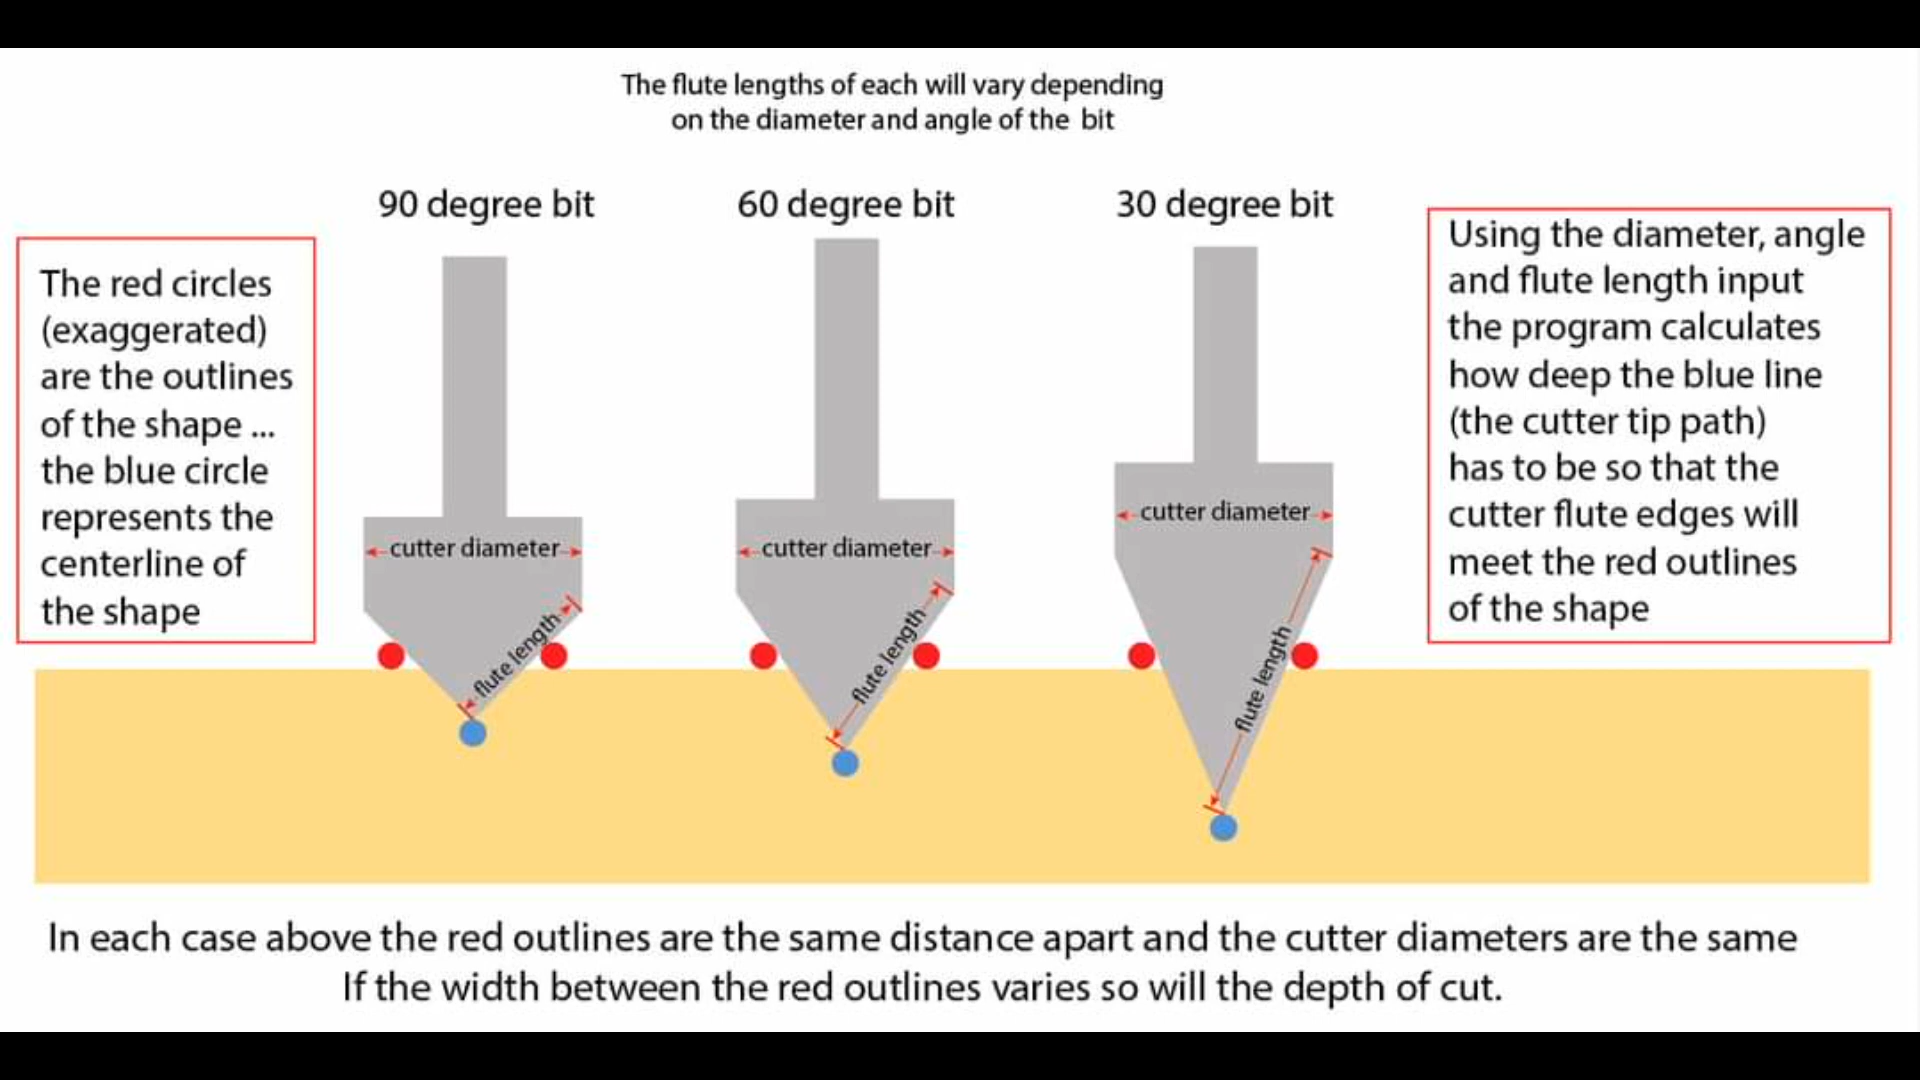 The flute lengths of each will vary depending
on the diameter and angle of the bit
90 degree bit
60 degree bit
30 degree bit
The red circles
(exaggerated)
are the outlines
of the shape ...
the blue circle
represents the
centerline of
the shape
cutter diameter
flute length
cutter diameter
flute length
cutter diameter
flute length
Using the diameter, angle
and flute length input
the program calculates
how deep the blue line
(the cutter tip path)
has to be so that the
cutter flute edges will
meet the red outlines
of the shape
In each case above the red outlines are the same distance apart and the cutter diameters are the same
If the width between the red outlines varies so will the depth of cut.